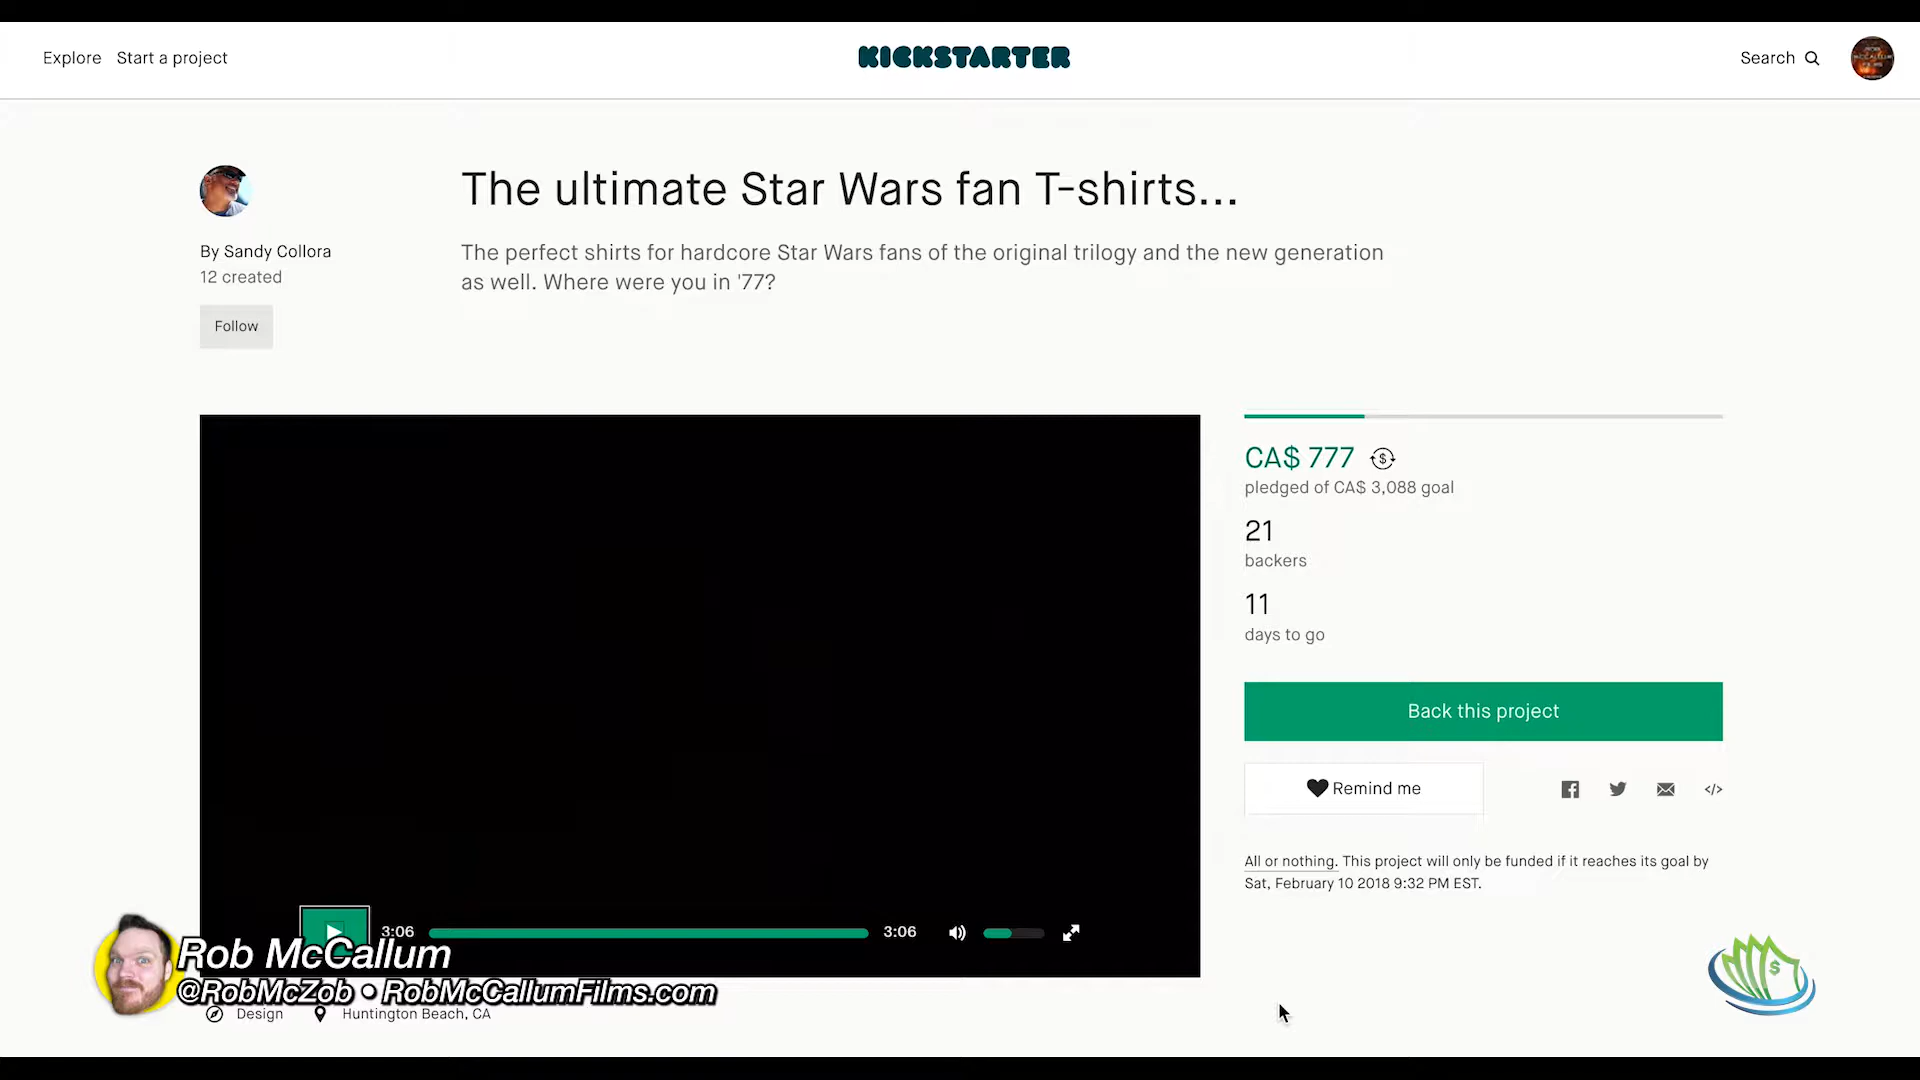 Explore Start a project
KICKSTARTER
Search
The ultimate Star Wars fan T-shirts...
By Sandy Collora
12 created
The perfect shirts for hardcore Star Wars fans of the original trilogy and the new generation
as well. Where were you in '77?
Follow
CA$ 777
pledged of CA$ 3,088 goal
21
backers
11
days to go
Back this project
Remind me
All or nothing. This project will only be funded if it reaches its goal by
Sat, February 10 2018 9:32 PM EST.
3:06 3:06
Rob McCallum
@RobMcZob • RobMcCallumFilms.com
Design Huntington Beach, CA